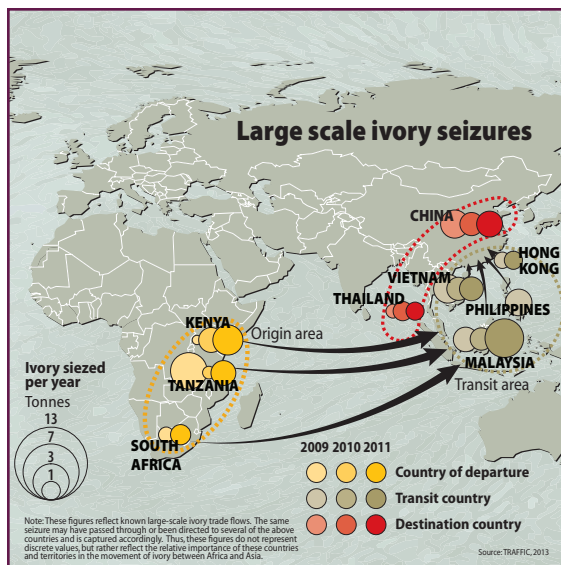 Large scale ivory seizures
CHINA
HONG
KONG
VIETNAM
THAILAND
PHILIPPINES
KENYA
Origin area
MALAYSIA
TANZANIA
Transit area
Ivory siezed
per year
Tonnes
13
7
3
1
SOUTH
AFRICA
2009 2010 2011
Country of departure
Transit country
Destination country
Note: These figures reflect known large-scale ivory trade flows. The same
seizure may have passed through or been directed to several of the above
countries and is captured accordingly. Thus, these figures do not represent
discrete values, but rather reflect the relative importance of these countries
and territories in the movement of ivory between Africa and Asia.
Source: TRAFFIC, 2013